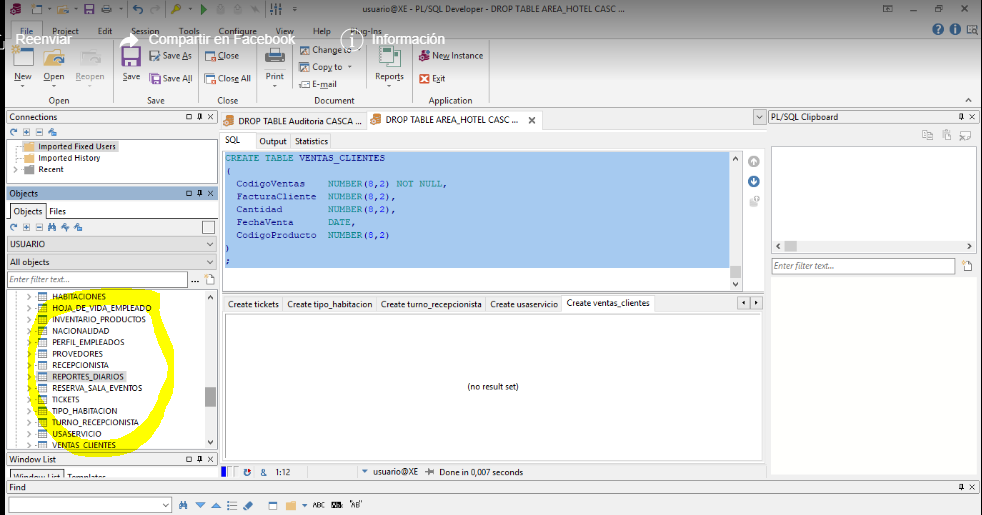 usuario@XE - PL/SQL Developer - DROP TABLE AREA_HOTEL CASC ...
File Project Edit Session Tools Configure Help Plug-Ins
Reenviar Compartir en Facebook Información
New Open Reopen
Open
Save Save As
Save All
Save
Close
Close All
Close
Print
Change to
Copy to
E-mail
Document
Reports
New Instance
Exit
Application
Connections
Imported Fixed Users
Imported History
Recent
Objects
Objects Files
USUARIO
All objects
Enter filter text... ...
HABITACIONES
HOJA_DE_VIDA_EMPLEADO
INVENTARIO_PRODUCTOS
NACIONALIDAD
PERFIL_EMPLEADOS
PROVEDORES
RECEPCIONISTA
REPORTES_DIARIOS
RESERVA_SALA_EVENTOS
TICKETS
TIPO_HABITACION
TURNO_RECEPCIONISTA
USASERVICIO
VENTAS_CLIENTES
Window List
Window List Templates
DROP TABLE Auditoria CASCA ... DROP TABLE AREA_HOTEL CASC ...
SQL Output Statistics
CREATE TABLE VENTAS_CLIENTES
(
CodigoVentas NUMBER(8,2) NOT NULL,
FacturaCliente NUMBER(8,2),
Cantidad NUMBER(8,2),
FechaVenta DATE,
CodigoProducto NUMBER(8,2)
)
;
Create tickets Create tipo_habitacion Create turno_recepcionista Create usaservicio Create ventas_clientes
(no result set)
& 1:12 usuario@XE Done in 0,007 seconds
PL/SQL Clipboard
Enter filter text...
Find
ABC "AB"